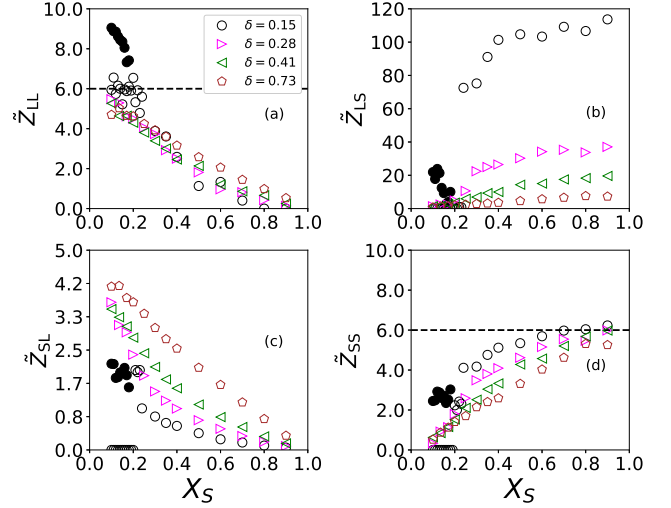 10.0
8.0
6.0
4.0
2.0
0.0
0.0 0.2 0.4 0.6 0.8 1.0
Z̃LL
δ = 0.15
δ = 0.28
δ = 0.41
δ = 0.73
(a)
120
100
80
60
40
20
0
0.0 0.2 0.4 0.6 0.8 1.0
Z̃LS
(b)
5.0
4.2
3.3
2.5
1.7
0.8
0.0
0.0 0.2 0.4 0.6 0.8 1.0
Z̃SL
(c)
XS
10.0
8.0
6.0
4.0
2.0
0.0
0.0 0.2 0.4 0.6 0.8 1.0
Z̃SS
(d)
XS